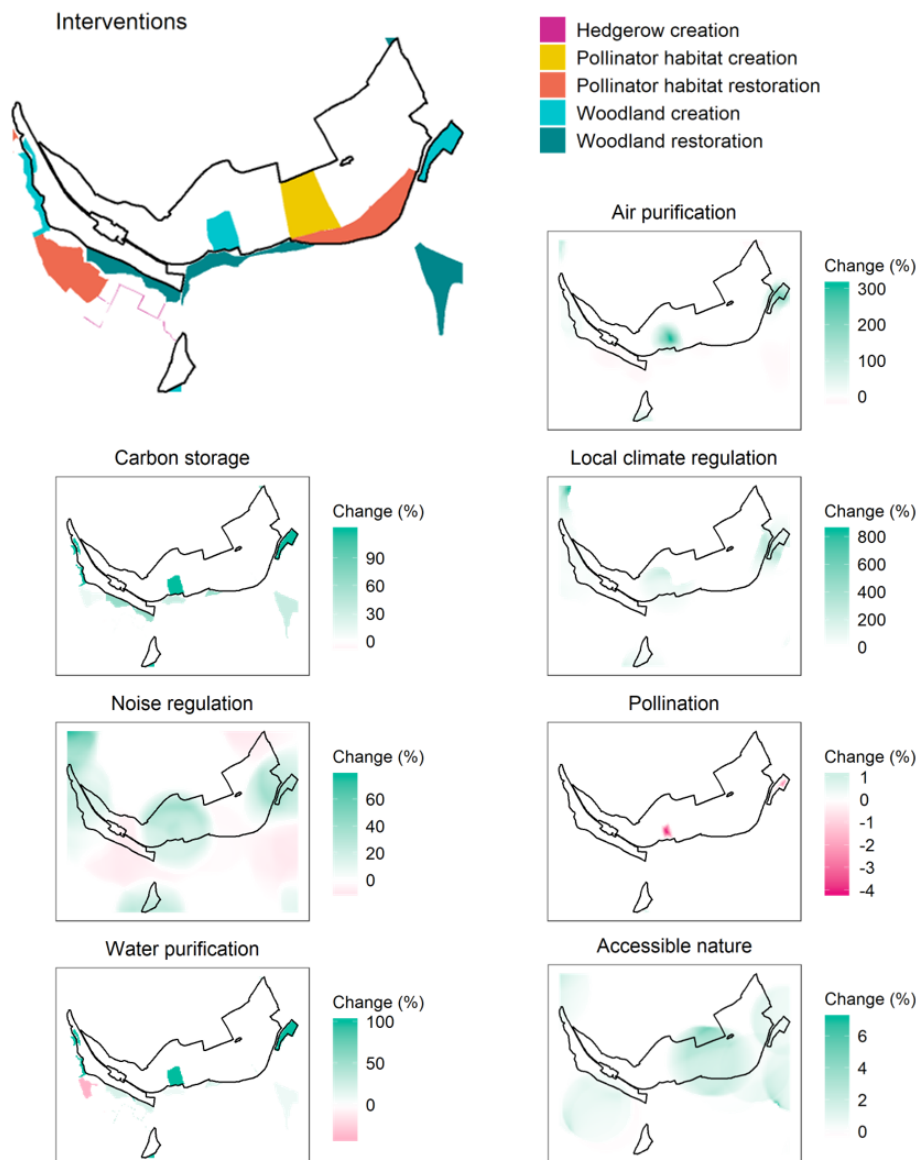 Interventions
Hedgerow creation
Pollinator habitat creation
Pollinator habitat restoration
Woodland creation
Woodland restoration
Air purification
Change (%)
300
200
100
0
Carbon storage
Change (%)
90
60
30
0
Local climate regulation
Change (%)
800
600
400
200
0
Noise regulation
Change (%)
60
40
20
0
Pollination
Change (%)
1
0
-1
-2
-3
-4
Water purification
Change (%)
100
50
0
Accessible nature
Change (%)
6
4
2
0